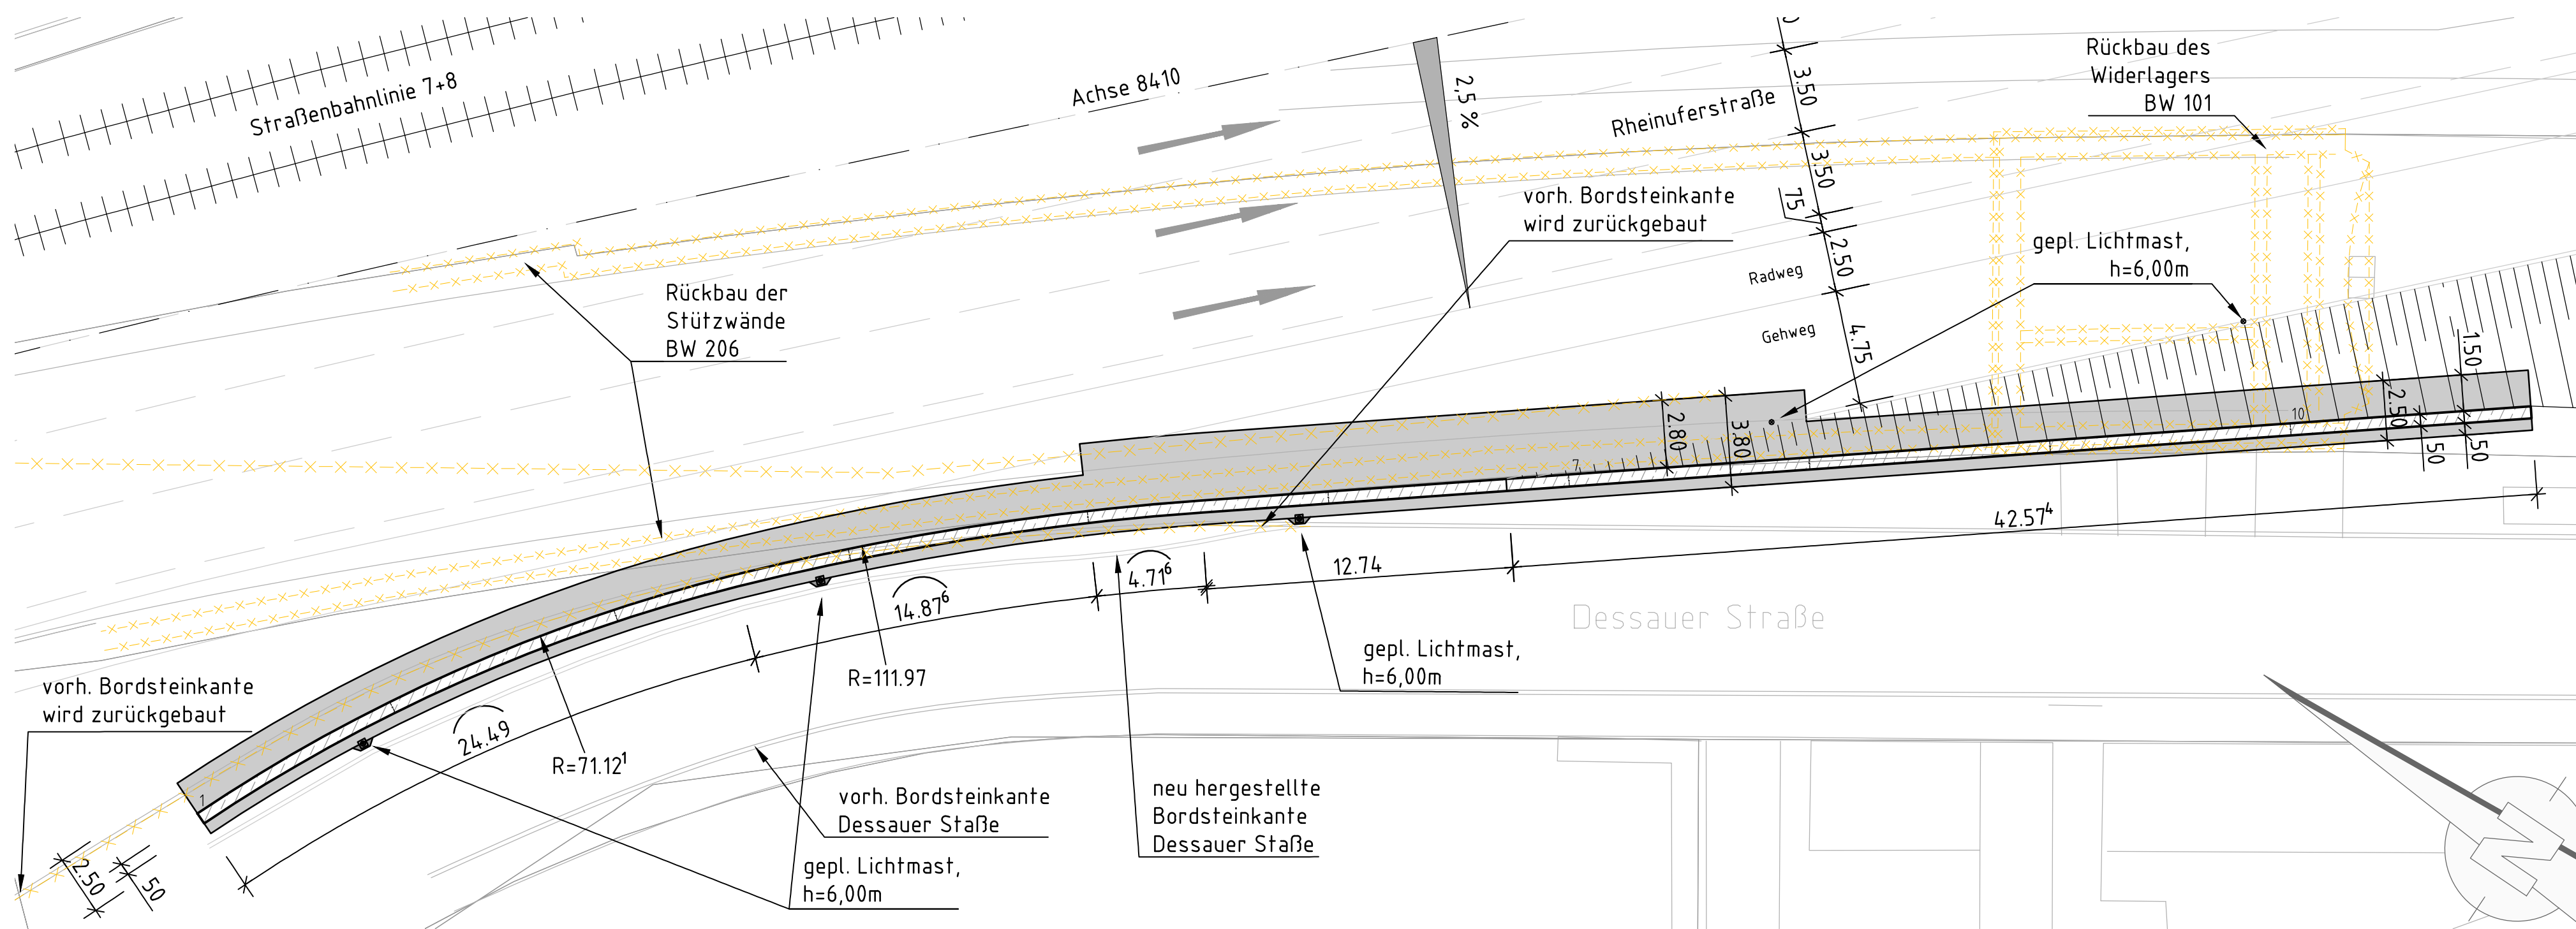 Straßenbahnlinie 7+8
Achse 8410
2,5 %
Rheinuferstraße
3.50
3.50
75
2.50
Radweg
Gehweg
4.75
Rückbau des
Widerlagers
BW 101
vorh. Bordsteinkante
wird zurückgebaut
gepl. Lichtmast,
h=6,00m
Rückbau der
Stützwände
BW 206
1.50
2.50
50
50
10
2.80
3.80
7
42.57⁴
12.74
4.71⁶
14.87⁶
24.49
R=111.97
R=71.12¹
Dessauer Straße
gepl. Lichtmast,
h=6,00m
vorh. Bordsteinkante
wird zurückgebaut
1
2.50
50
vorh. Bordsteinkante
Dessauer Staße
gepl. Lichtmast,
h=6,00m
neu hergestellte
Bordsteinkante
Dessauer Staße
N